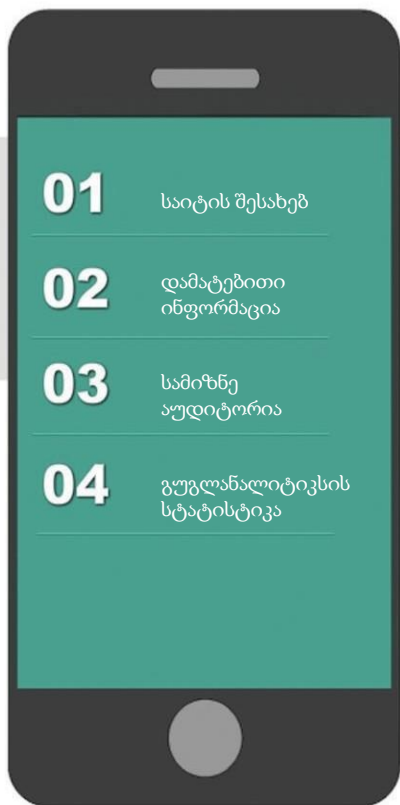 01
საიტის შესახებ
02
დამატებითი
ინფორმაცია
03
სამიზნე
აუდიტორია
04
გუგლანალიტიკსის
სტატისტიკა